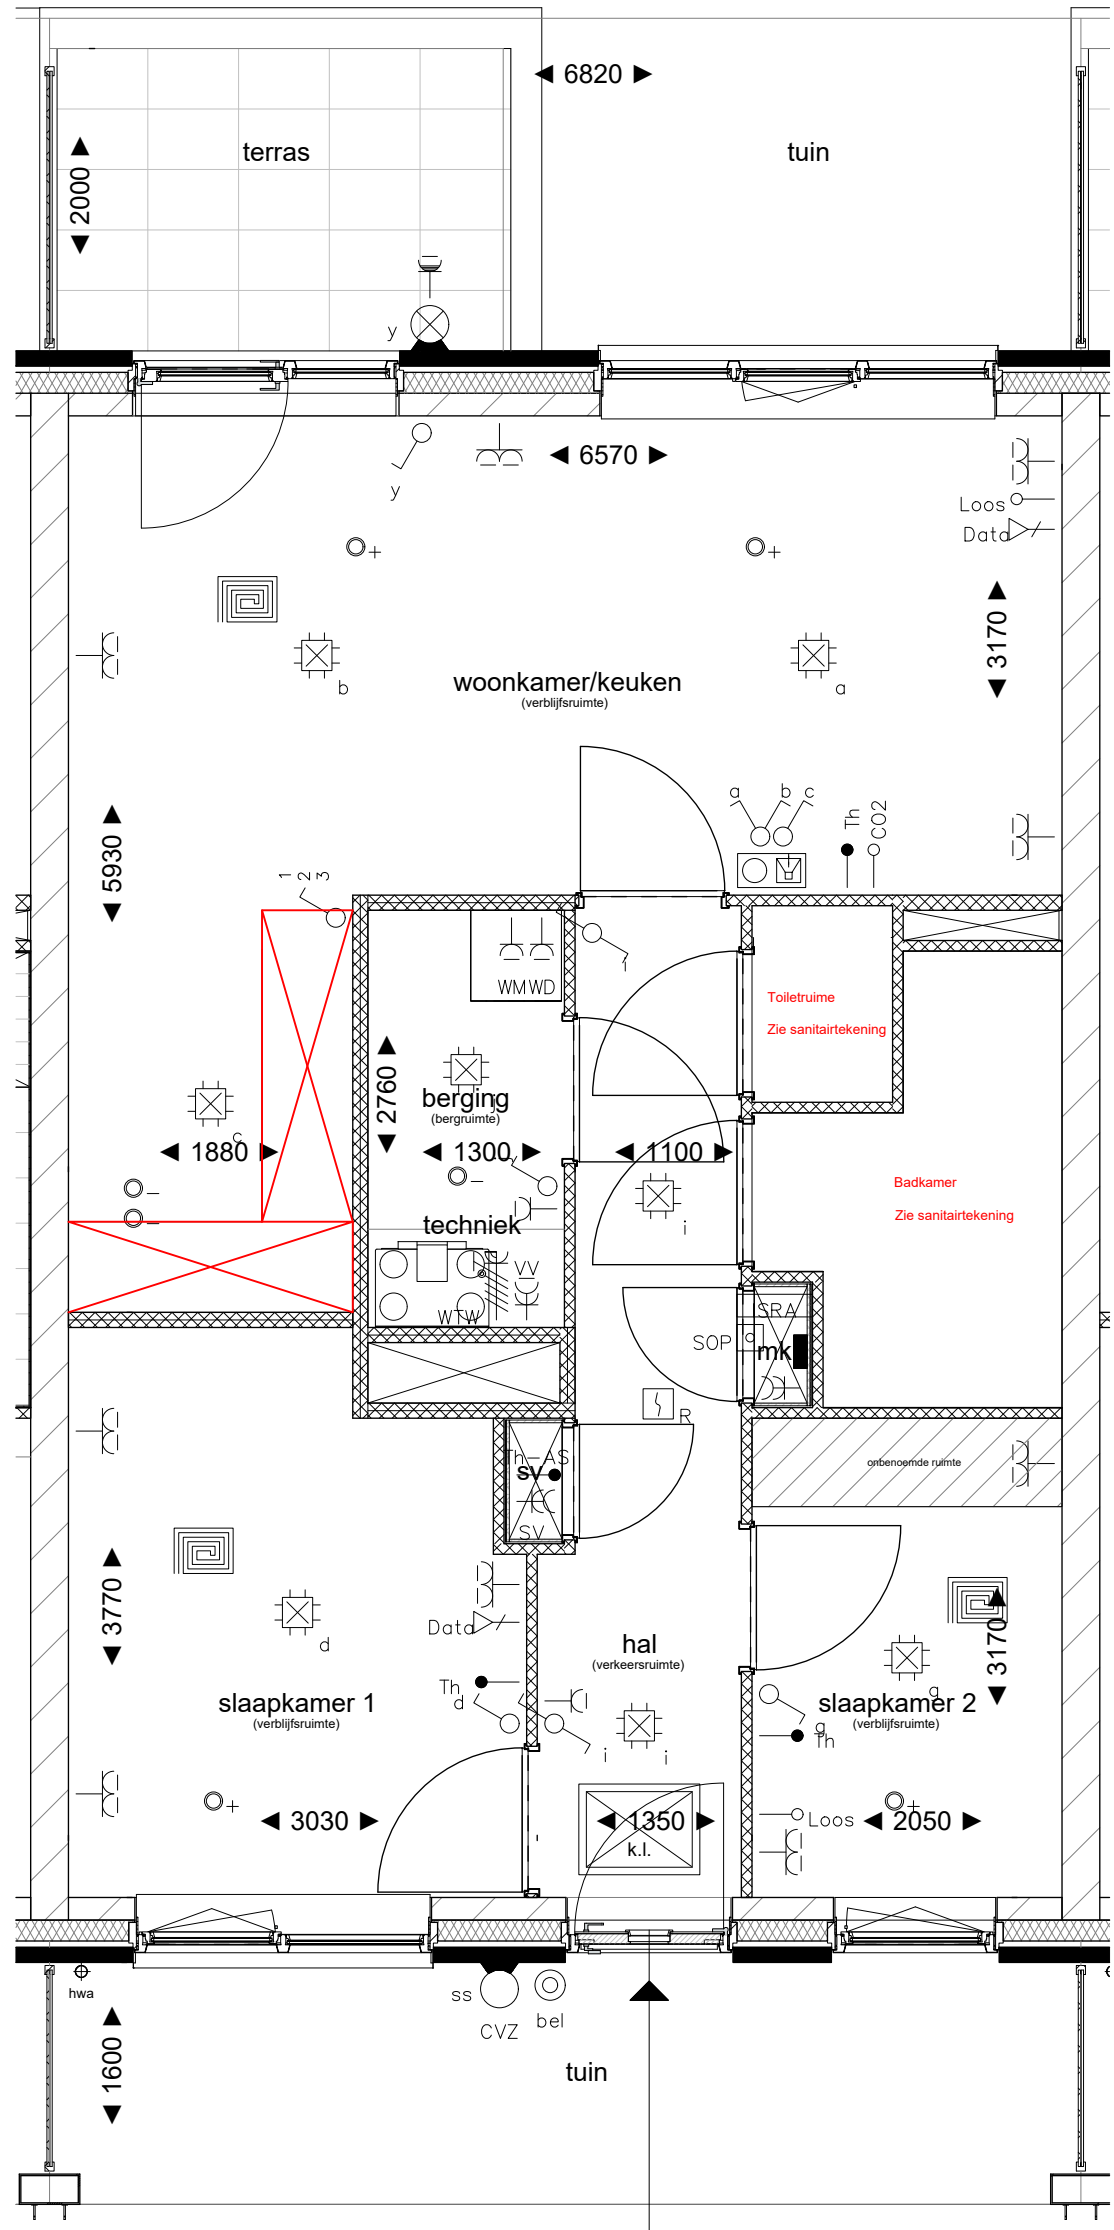 6820
terras
tuin
2000
y
y
6570
Loos
Data
+
+
3170
b
a
woonkamer/keuken
(verblijfsruimte)
a b c
Th
CO2
5930
1
2
3
WM WD
i
Toiletruime
Zie sanitairtekening
2760
berging
(bergruimte)
c
1880
1300
1100
Badkamer
Zie sanitairtekening
techniek
i
WTW
SRA
SOP
mk
R
Th-AS
sv
SV
onbenoemde ruimte
3770
d
Data
hal
(verkeersruimte)
3170
g
Th
d
slaapkamer 1
(verblijfsruimte)
slaapkamer 2
(verblijfsruimte)
g
Th
i
i
+
3030
1350
k.l.
Loos
+
2050
hwa
ss
CVZ
bel
1600
tuin